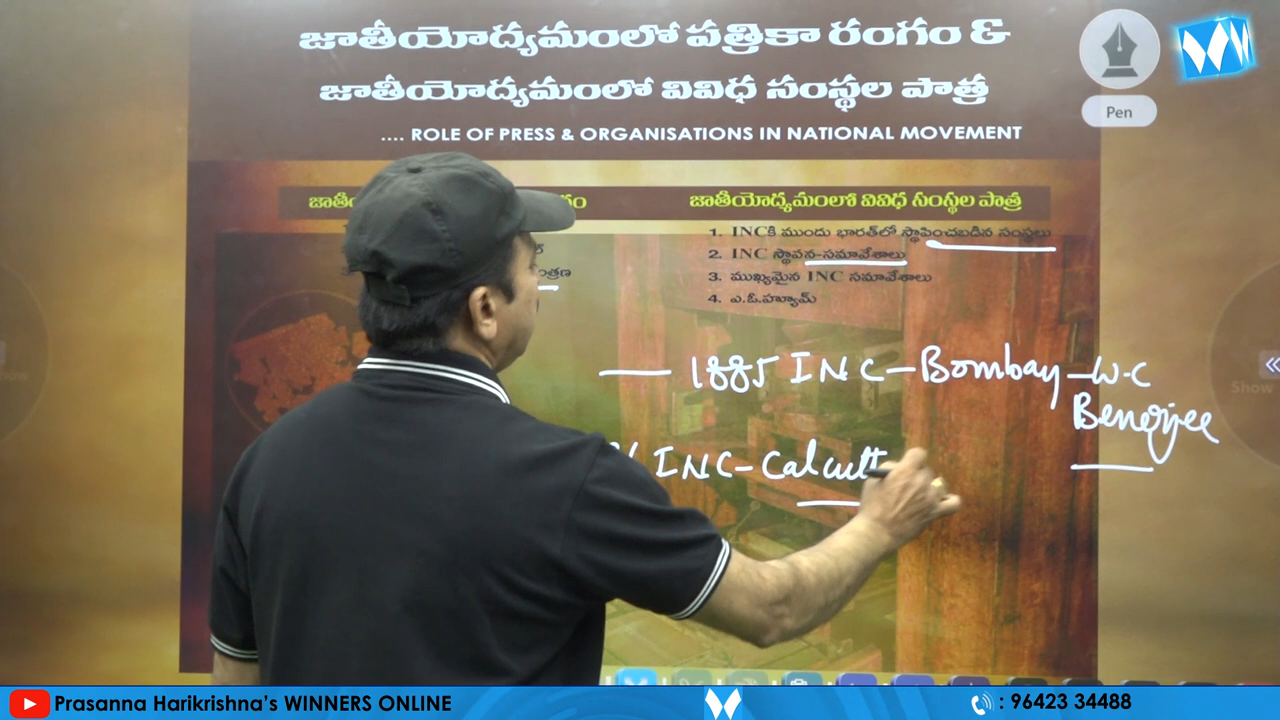 జాతీయోద్యమంలో పత్రికా రంగం &
జాతీయోద్యమంలో వివిధ సంస్థల పాత్ర
.... ROLE OF PRESS & ORGANISATIONS IN NATIONAL MOVEMENT
Pen
జాతీయోద్యమంలో వివిధ సంస్థల పాత్ర
1. INCకి ముందు భారత్‌లో స్థాపించబడిన సంస్థలు
2. INC స్థాపన-సమావేశాలు
3. ముఖ్యమైన INC సమావేశాలు
4. ఎ.ఓ.హ్యూమ్
1885 INC - Bombay - W.C
Benerjee
INC - Calcutt
Show
Prasanna Harikrishna's WINNERS ONLINE
: 96423 34488